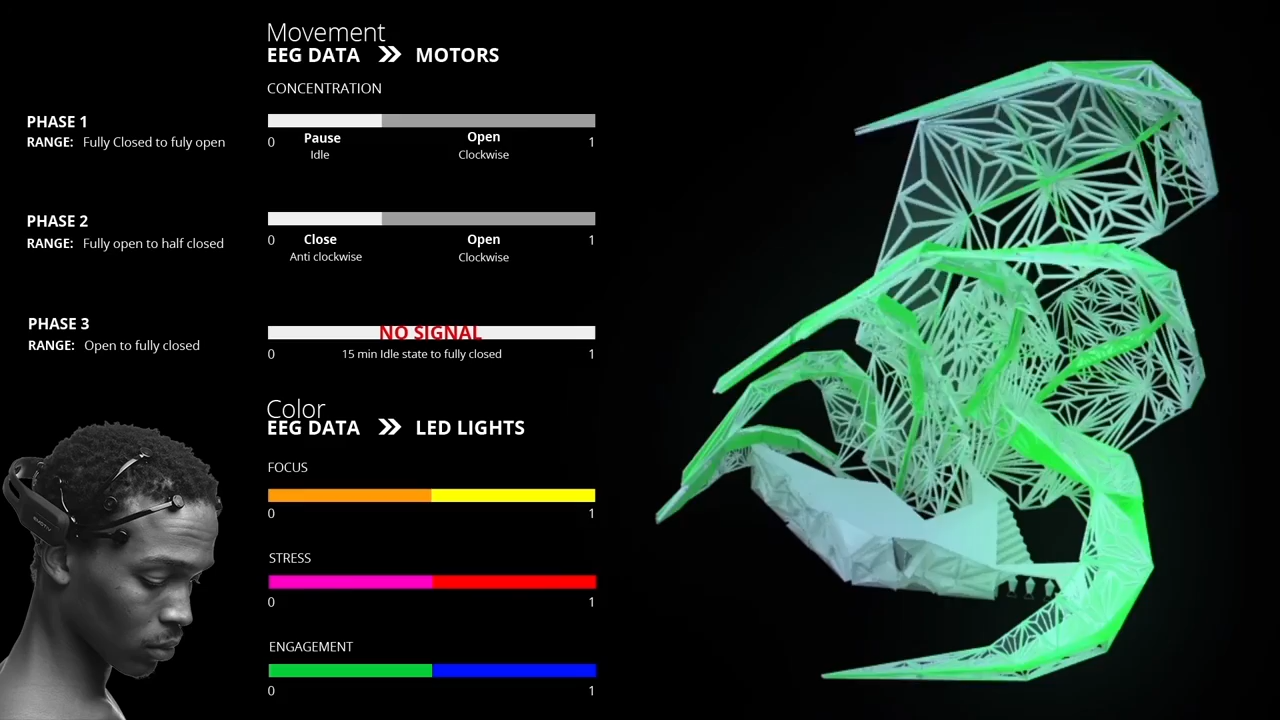 Movement
EEG DATA >> MOTORS
CONCENTRATION
PHASE 1
RANGE: Fully Closed to fuly open
0 Pause Open 1
Idle Clockwise
PHASE 2
RANGE: Fully open to half closed
0 Close Open 1
Anti clockwise Clockwise
PHASE 3
RANGE: Open to fully closed
NO SIGNAL
0 15 min Idle state to fully closed 1
Color
EEG DATA >> LED LIGHTS
FOCUS
0 1
STRESS
0 1
ENGAGEMENT
0 1
EMOTIV